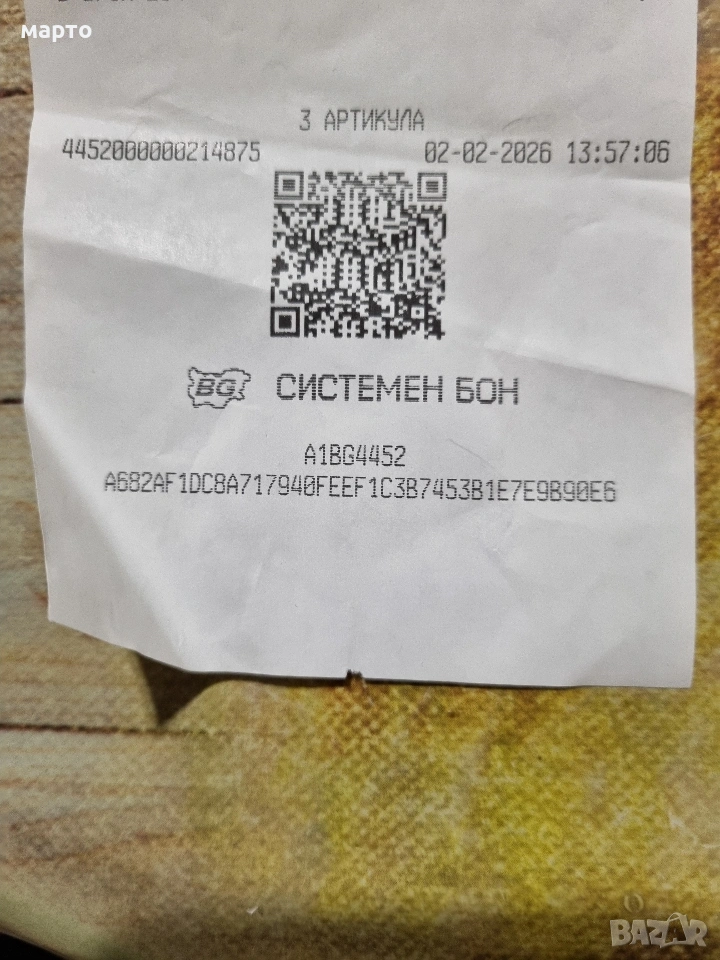 марто
3 АРТИКУЛА
4452000000214875 02-02-2026 13:57:06
BG СИСТЕМЕН БОН
A1BG4452
A682AF1DC8A717940FEEF1C3B7453B1E7E9B90E6
BAZAR